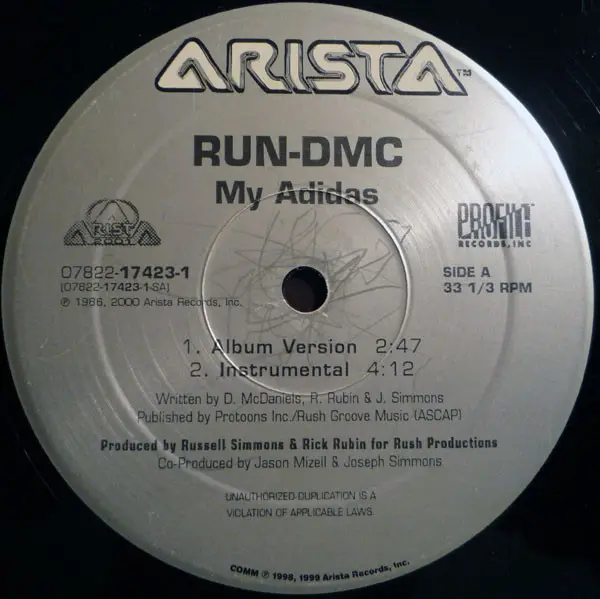 ARISTA™
RUN-DMC
My Adidas
ARISTA
2000
PROFILE
RECORDS, INC
07822-17423-1
[07822-17423-1-SA]
℗ 1986, 2000 Arista Records, Inc.
SIDE A
33 1/3 RPM
1. Album Version 2:47
2. Instrumental 4:12
Written by D. McDaniels, R. Rubin & J. Simmons
Published by Protoons Inc./Rush Groove Music (ASCAP)
Produced by Russell Simmons & Rick Rubin for Rush Productions
Co-Produced by Jason Mizell & Joseph Simmons
UNAUTHORIZED DUPLICATION IS A
VIOLATION OF APPLICABLE LAWS.
COMM ℗ 1998, 1999 Arista Records, Inc.